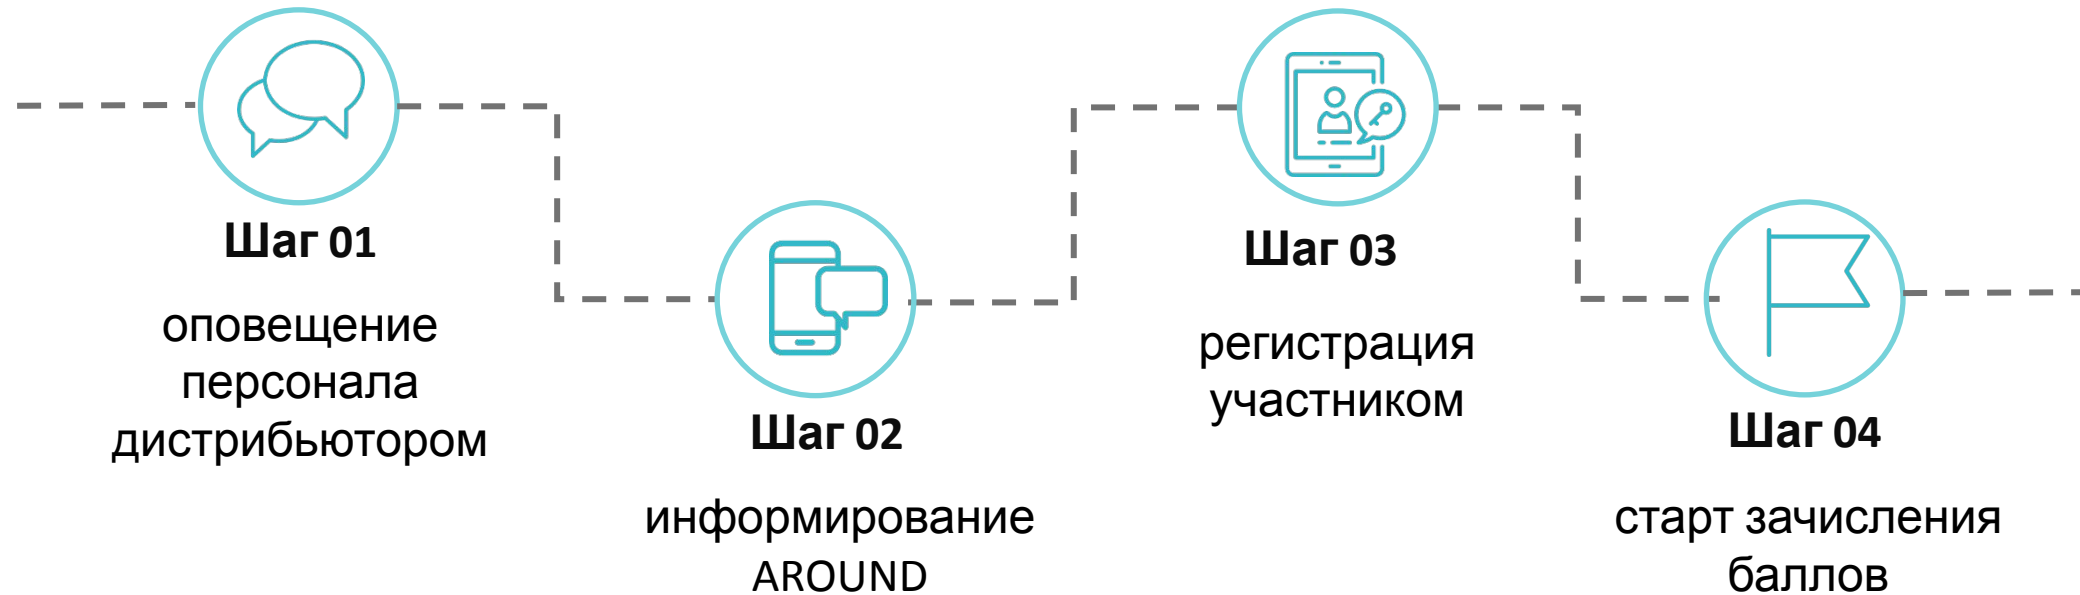 Шаг 01
оповещение
персонала
дистрибьютором
Шаг 02
информирование
AROUND
Шаг 03
регистрация
участником
Шаг 04
старт зачисления
баллов